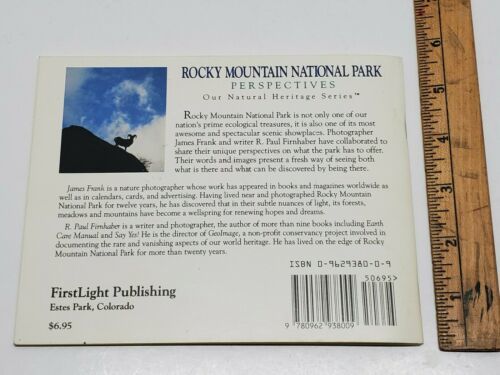 ROCKY MOUNTAIN NATIONAL PARK
PERSPECTIVES
Our Natural Heritage Series™
Rocky Mountain National Park is not only one of our
nation's prime ecological treasures, it is also one of its most
awesome and spectacular scenic showplaces. Photographer
James Frank and writer R. Paul Firnhaber have collaborated to
share their unique perspectives on what the park has to offer.
Their words and images present a fresh way of seeing both
what is there and what can be discovered by being there.
James Frank is a nature photographer whose work has appeared in books and magazines worldwide as
well as in calendars, cards, and advertising. Having lived near and photographed Rocky Mountain
National Park for twelve years, he has discovered that in their subtle nuances of light, its forests,
meadows and mountains have become a wellspring for renewing hopes and dreams.
R. Paul Firnhaber is a writer and photographer, the author of more than nine books including Earth
Care Manual and Say Yes! He is the director of GeoImage, a non-profit conservancy project involved in
documenting the rare and vanishing aspects of our world heritage. He has lived on the edge of Rocky
Mountain National Park for more than twenty years.
ISBN 0-9629380-0-9
50695>
FirstLight Publishing
Estes Park, Colorado
$6.95
9 780962 938009
1
2
3
4
5